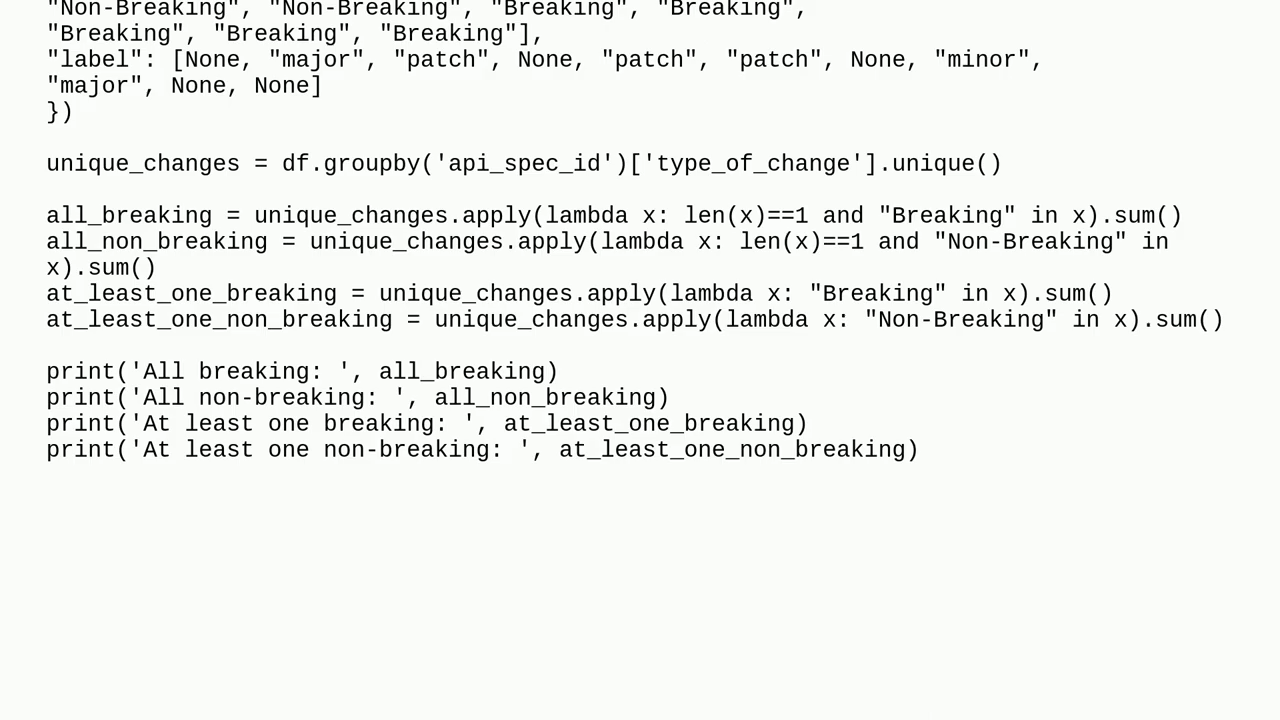 "Non-Breaking", "Non-Breaking", "Breaking", "Breaking",
"Breaking", "Breaking", "Breaking"],
"label": [None, "major", "patch", None, "patch", "patch", None, "minor",
"major", None, None]
})
unique_changes = df.groupby('api_spec_id')['type_of_change'].unique()
all_breaking = unique_changes.apply(lambda x: len(x)==1 and "Breaking" in x).sum()
all_non_breaking = unique_changes.apply(lambda x: len(x)==1 and "Non-Breaking" in
x).sum()
at_least_one_breaking = unique_changes.apply(lambda x: "Breaking" in x).sum()
at_least_one_non_breaking = unique_changes.apply(lambda x: "Non-Breaking" in x).sum()
print('All breaking: ', all_breaking)
print('All non-breaking: ', all_non_breaking)
print('At least one breaking: ', at_least_one_breaking)
print('At least one non-breaking: ', at_least_one_non_breaking)